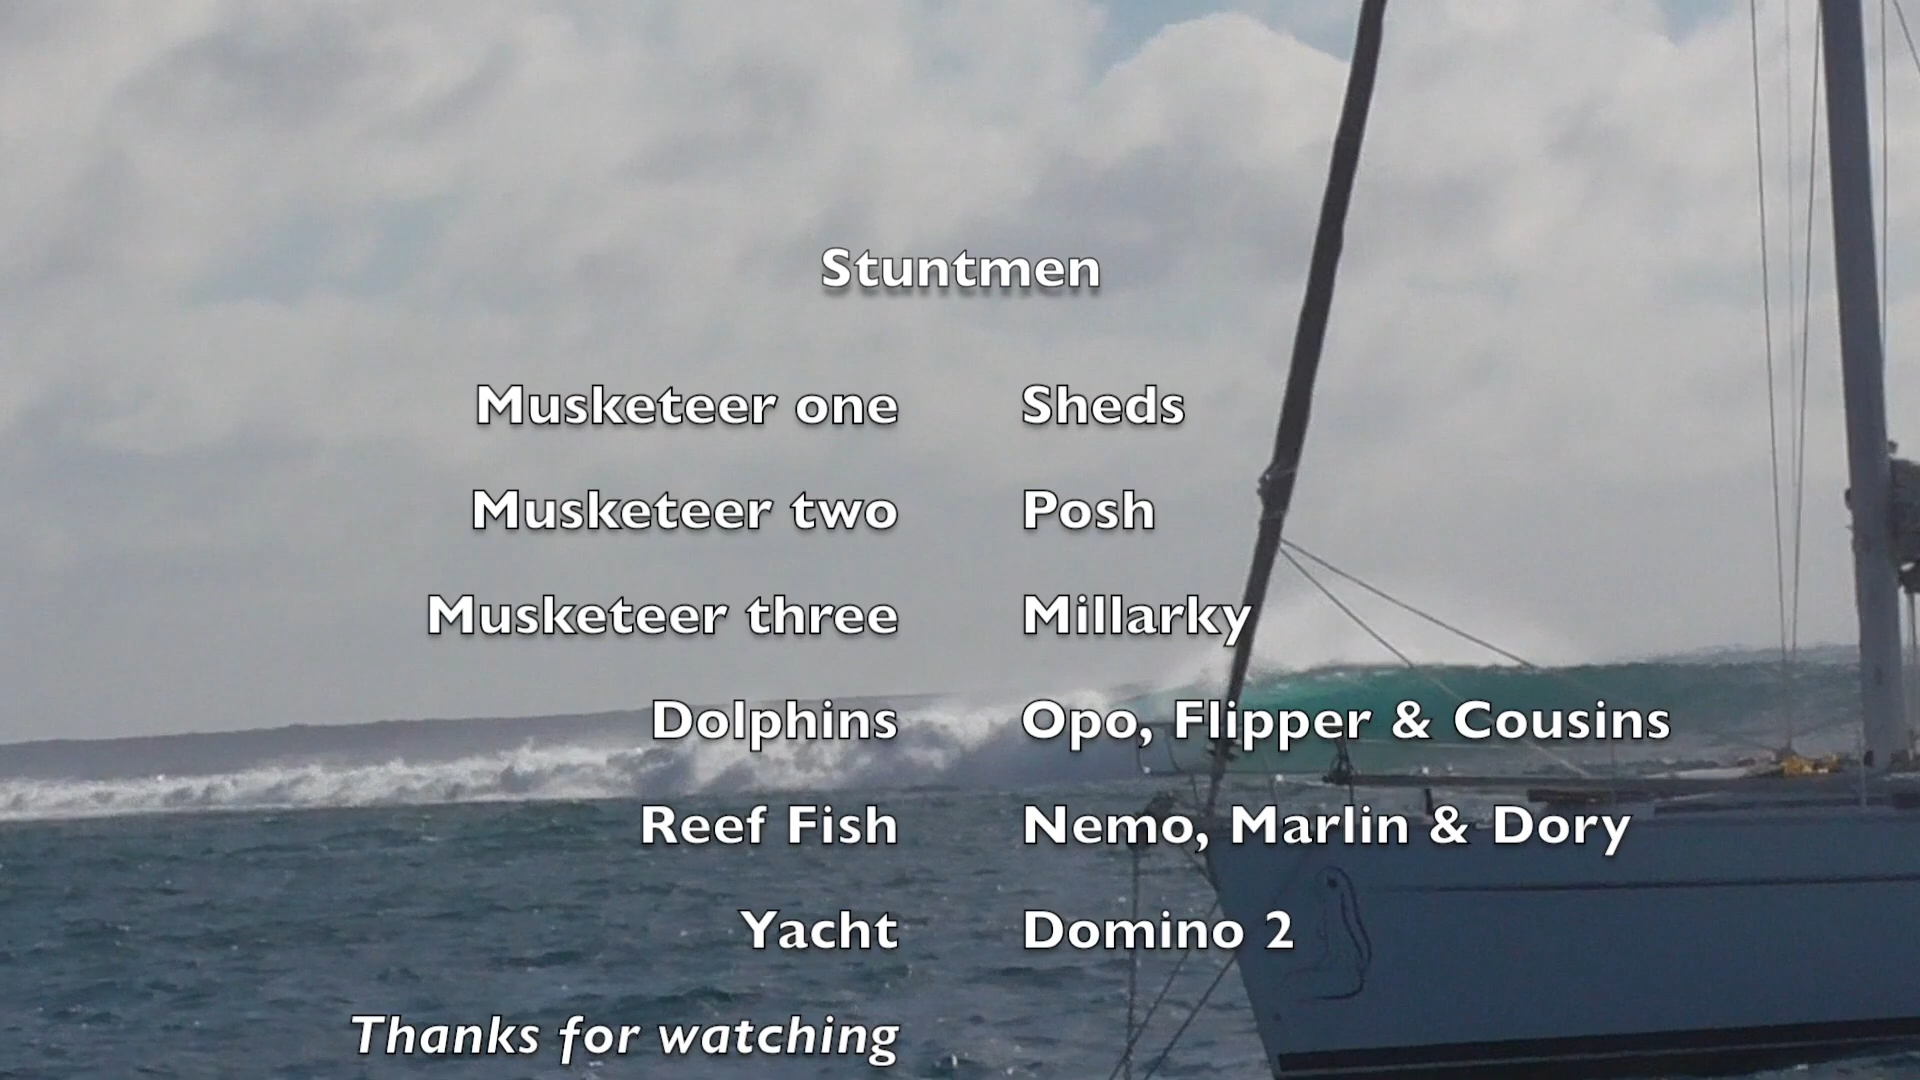 Stuntmen
Musketeer one Sheds
Musketeer two Posh
Musketeer three Millarky
Dolphins Opo, Flipper & Cousins
Reef Fish Nemo, Marlin & Dory
Yacht Domino 2
Thanks for watching